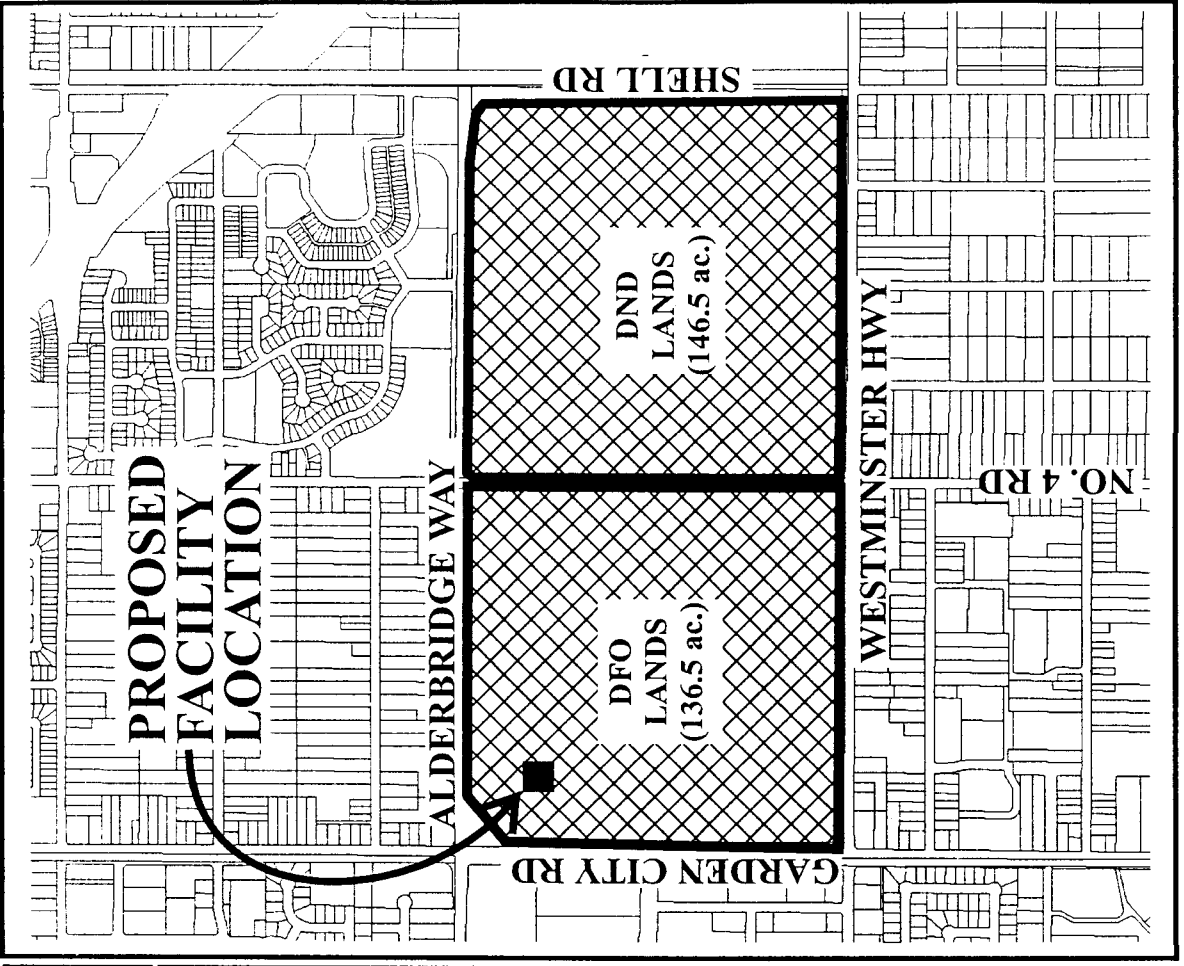 PROPOSED
FACILITY
LOCATION
ALDERBRIDGE WAY
SHELL RD
DND
LANDS
(146.5 ac.)
DFO
LANDS
(136.5 ac.)
WESTMINSTER HWY
NO. 4 RD
GARDEN CITY RD